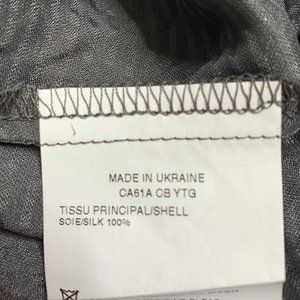 MADE IN UKRAINE
CA61A CB YTG
TISSU PRINCIPAL/SHELL
SOIE/SILK 100%